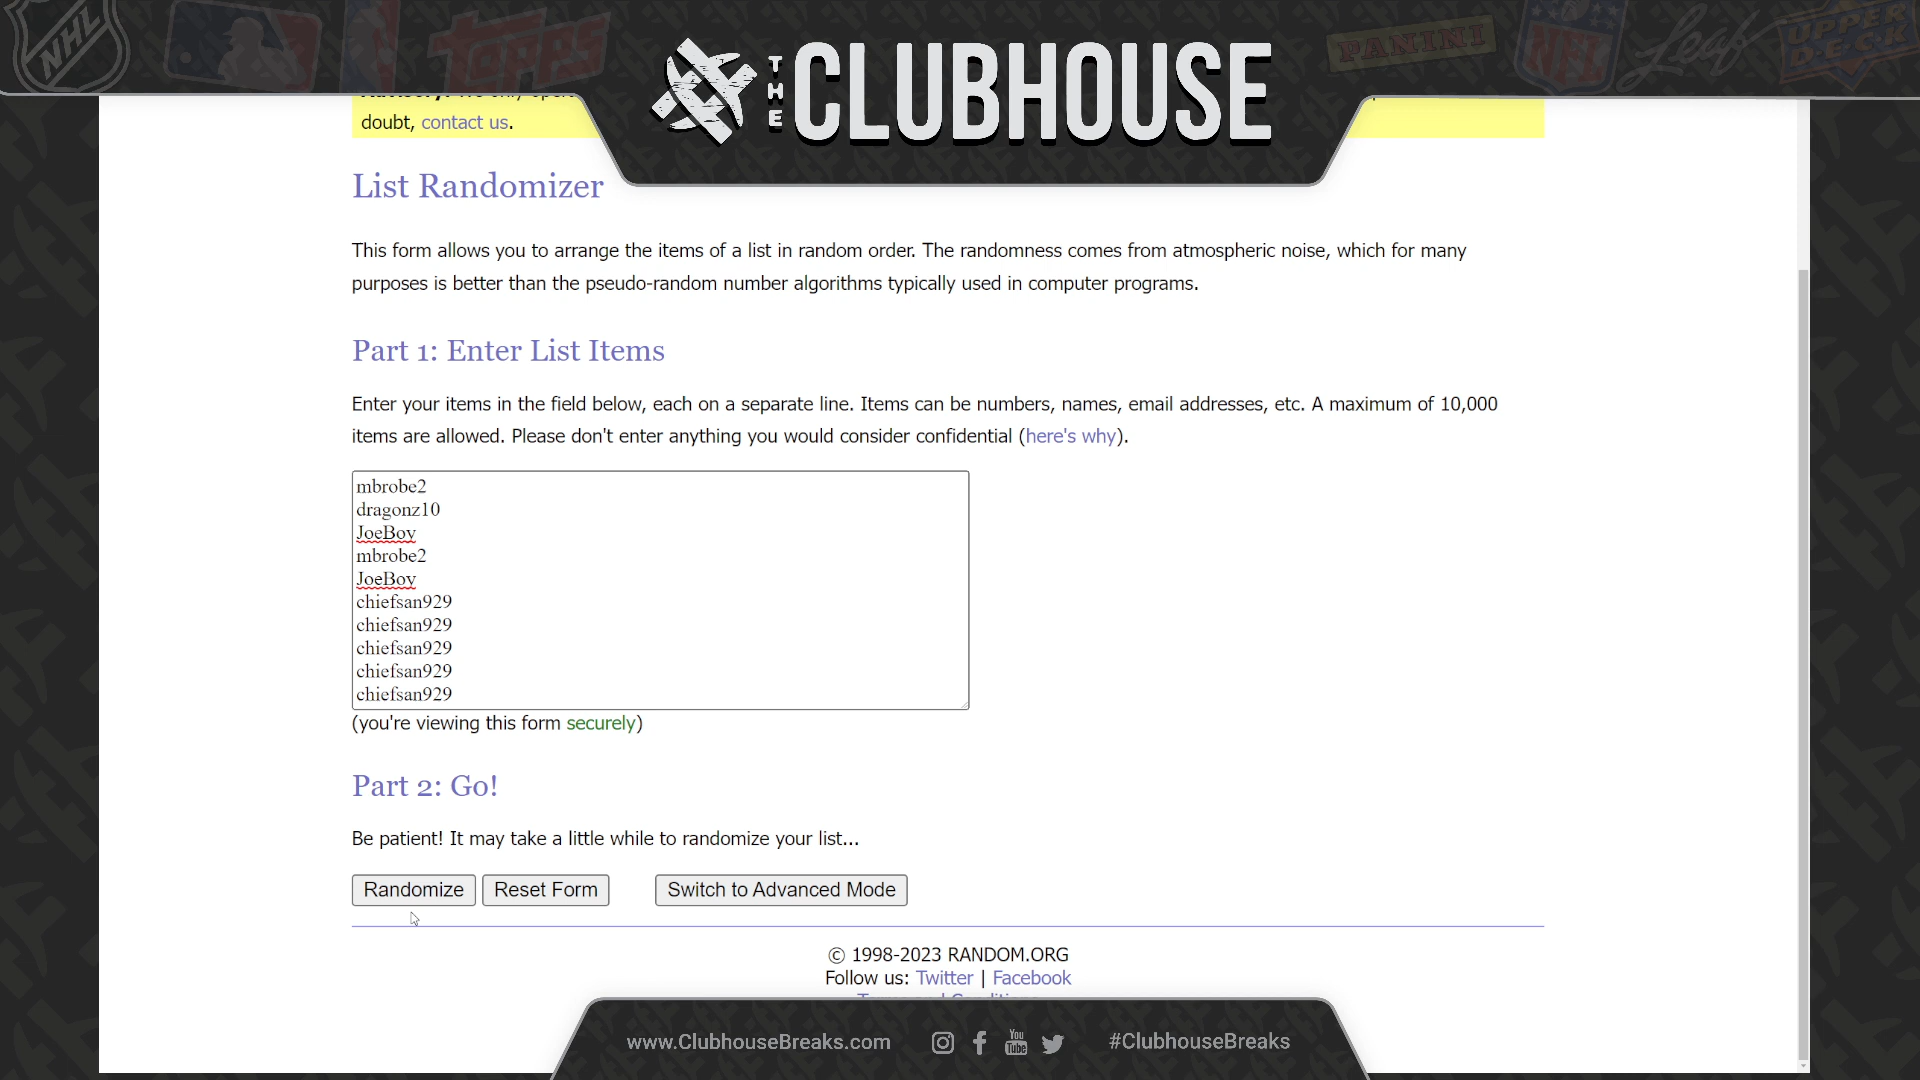 NHL
TOPPS
THE CLUBHOUSE
PANINI
NFL
Leaf
UPPER DECK
doubt, contact us.
List Randomizer
This form allows you to arrange the items of a list in random order. The randomness comes from atmospheric noise, which for many
purposes is better than the pseudo-random number algorithms typically used in computer programs.
Part 1: Enter List Items
Enter your items in the field below, each on a separate line. Items can be numbers, names, email addresses, etc. A maximum of 10,000
items are allowed. Please don't enter anything you would consider confidential (here's why).
mbrobe2
dragonz10
JoeBoy
mbrobe2
JoeBoy
chiefsan929
chiefsan929
chiefsan929
chiefsan929
chiefsan929
(you're viewing this form securely)
Part 2: Go!
Be patient! It may take a little while to randomize your list...
Randomize Reset Form Switch to Advanced Mode
© 1998-2023 RANDOM.ORG
Follow us: Twitter | Facebook
www.ClubhouseBreaks.com You Tube #ClubhouseBreaks